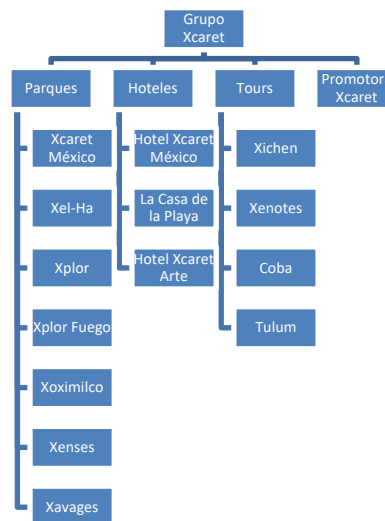 Grupo
Xcaret
Parques
Hoteles
Tours
Promotor
Xcaret
Xcaret
México
Hotel Xcaret
México
Xichen
Xel-Ha
La Casa de
la Playa
Xenotes
Xplor
Hotel Xcaret
Arte
Coba
Xplor Fuego
Tulum
Xoximilco
Xenses
Xavages